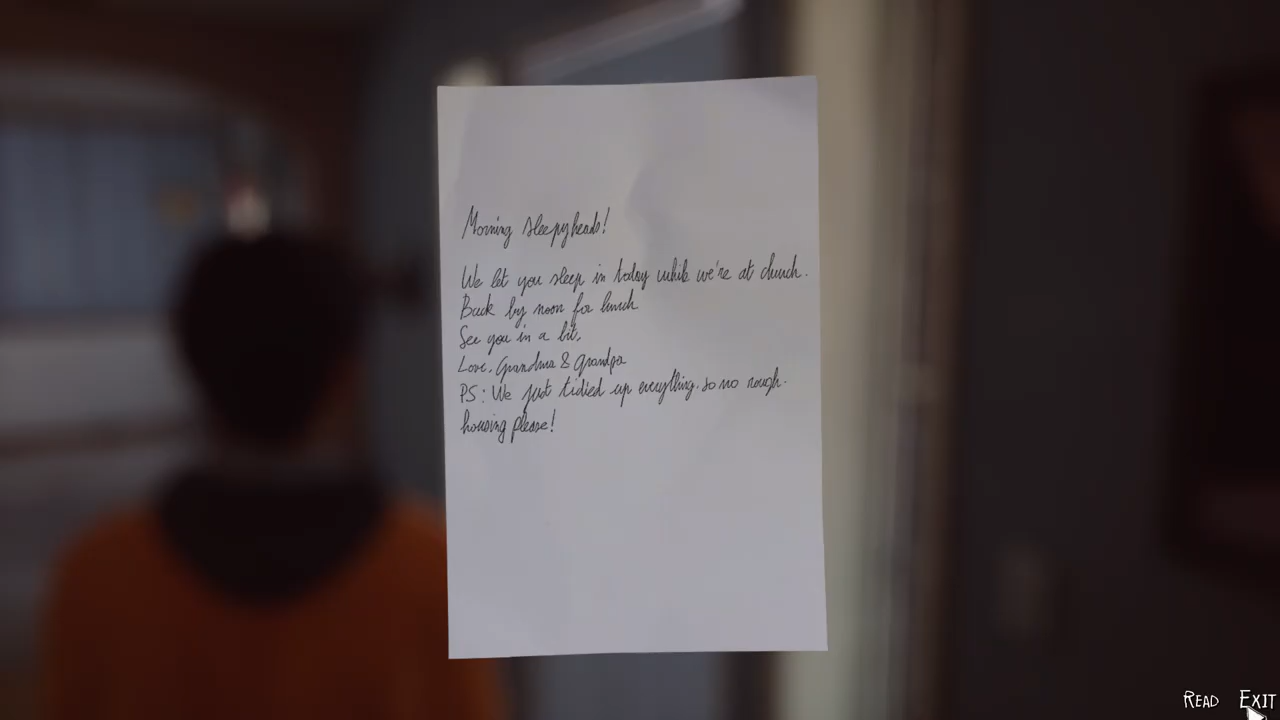 Morning Sleepyheads!
We let you sleep in today while we're at church.
Back by noon for lunch
See you in a bit,
Love, Grandma & Grandpa
PS: We just tidied up everything. so no rough-
housing please!
READ EXIT